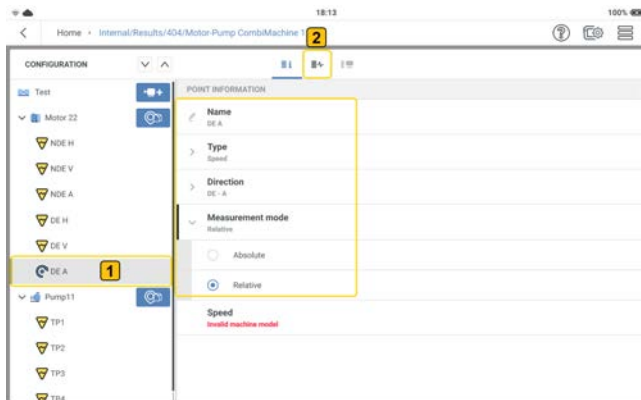 18:13
100%
Home
Internal/Results/404/Motor-Pump CombiMachine 1
2
CONFIGURATION
Test
POINT INFORMATION
Motor 22
Name
DE A
NDE H
Type
Speed
NDE V
Direction
DE - A
NDE A
Measurement mode
Relative
DE H
DE V
Absolute
DE A
1
Relative
Pump11
Speed
Invalid machine model
TP1
TP2
TP3
TP4